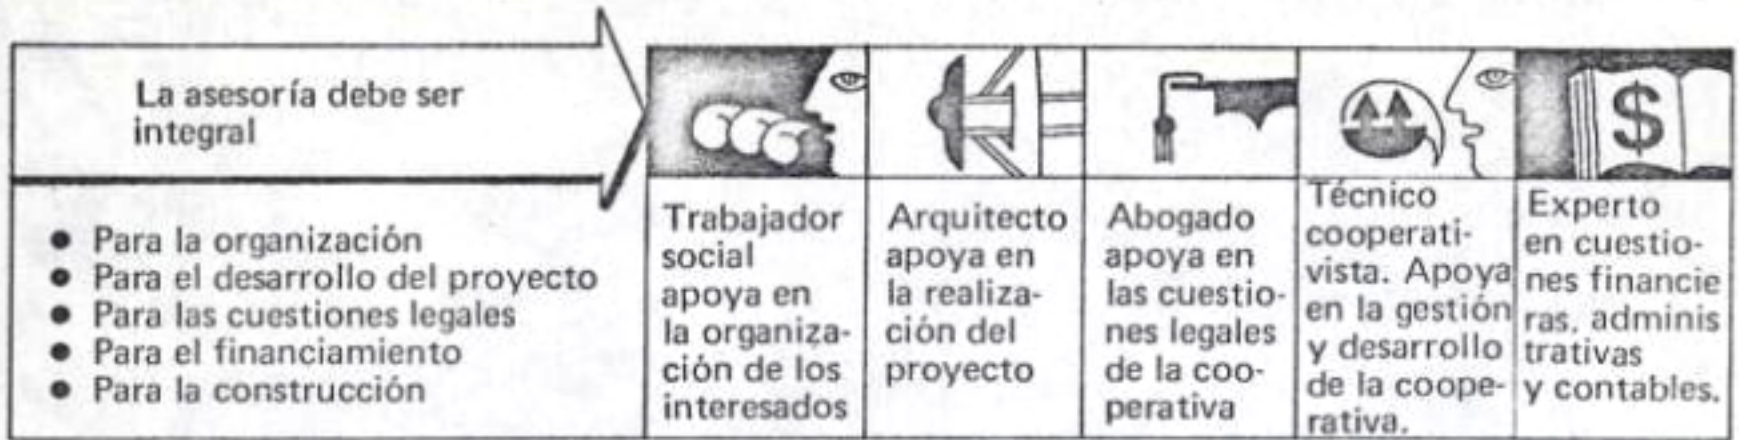 La asesoría debe ser
integral
● Para la organización
● Para el desarrollo del proyecto
● Para las cuestiones legales
● Para el financiamiento
● Para la construcción
Trabajador
social
apoya en
la organiza-
ción de los
interesados
Arquitecto
apoya en
la realiza-
ción del
proyecto
Abogado
apoya en
las cuestio-
nes legales
de la coo-
perativa
Técnico
cooperati-
vista. Apoya
en la gestión
y desarrollo
de la coope-
rativa.
$
Experto
en cuestio-
nes financie
ras, adminis
trativas
y contables.